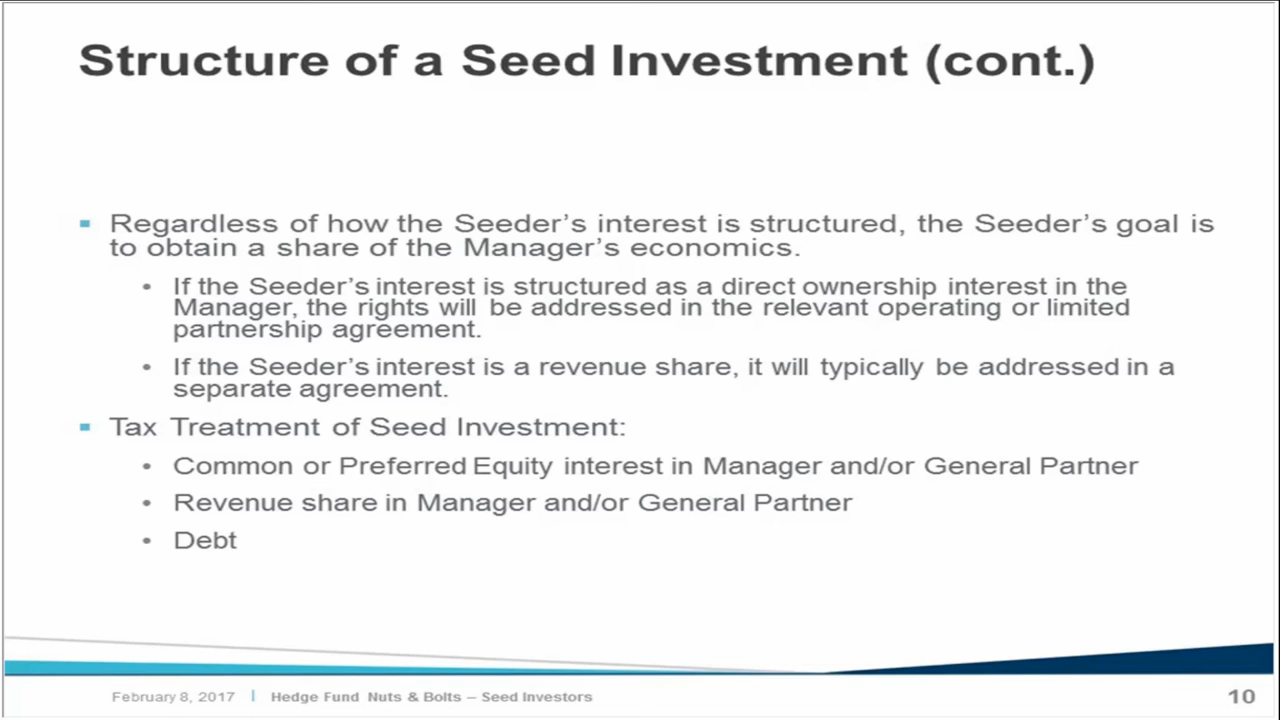 Structure of a Seed Investment (cont.)
▪ Regardless of how the Seeder's interest is structured, the Seeder's goal is
to obtain a share of the Manager's economics.
• If the Seeder's interest is structured as a direct ownership interest in the
Manager, the rights will be addressed in the relevant operating or limited
partnership agreement.
• If the Seeder's interest is a revenue share, it will typically be addressed in a
separate agreement.
▪ Tax Treatment of Seed Investment:
• Common or Preferred Equity interest in Manager and/or General Partner
• Revenue share in Manager and/or General Partner
• Debt
February 8, 2017 | Hedge Fund Nuts & Bolts – Seed Investors 10